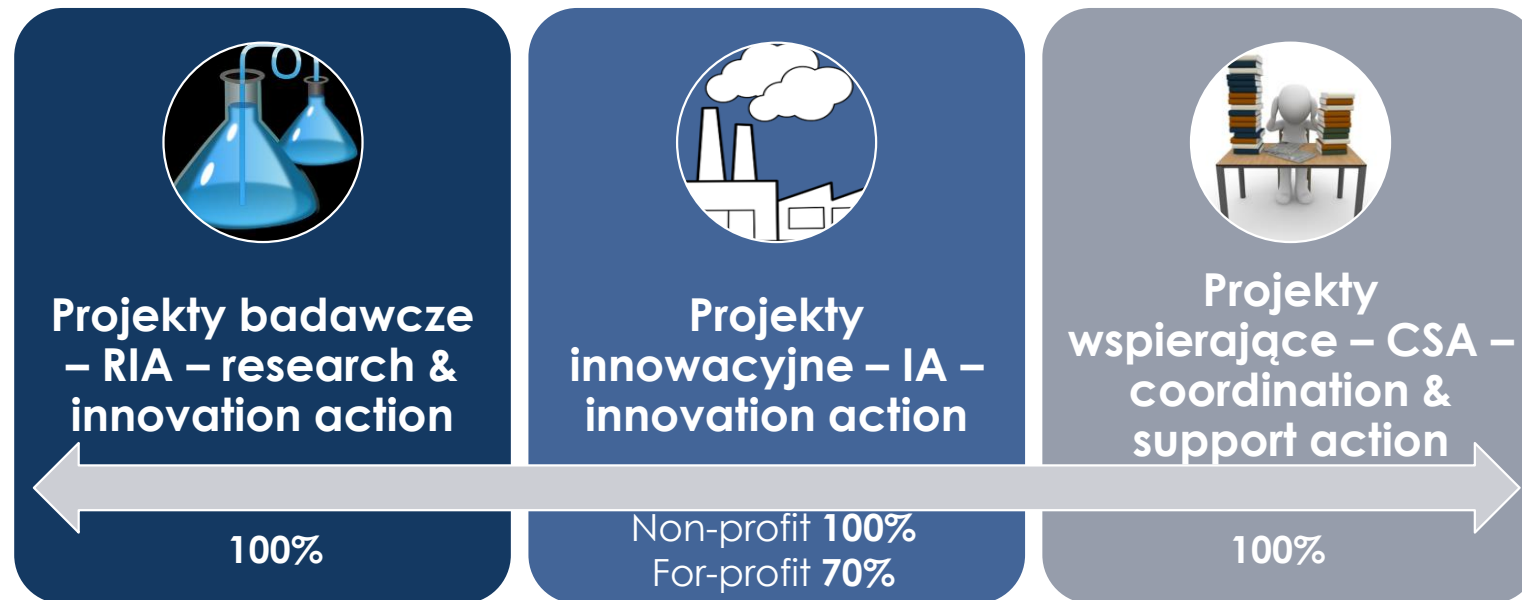 Projekty badawcze
– RIA – research &
innovation action
100%
Projekty
innowacyjne – IA –
innovation action
Non-profit 100%
For-profit 70%
Projekty
wspierające – CSA –
coordination &
support action
100%